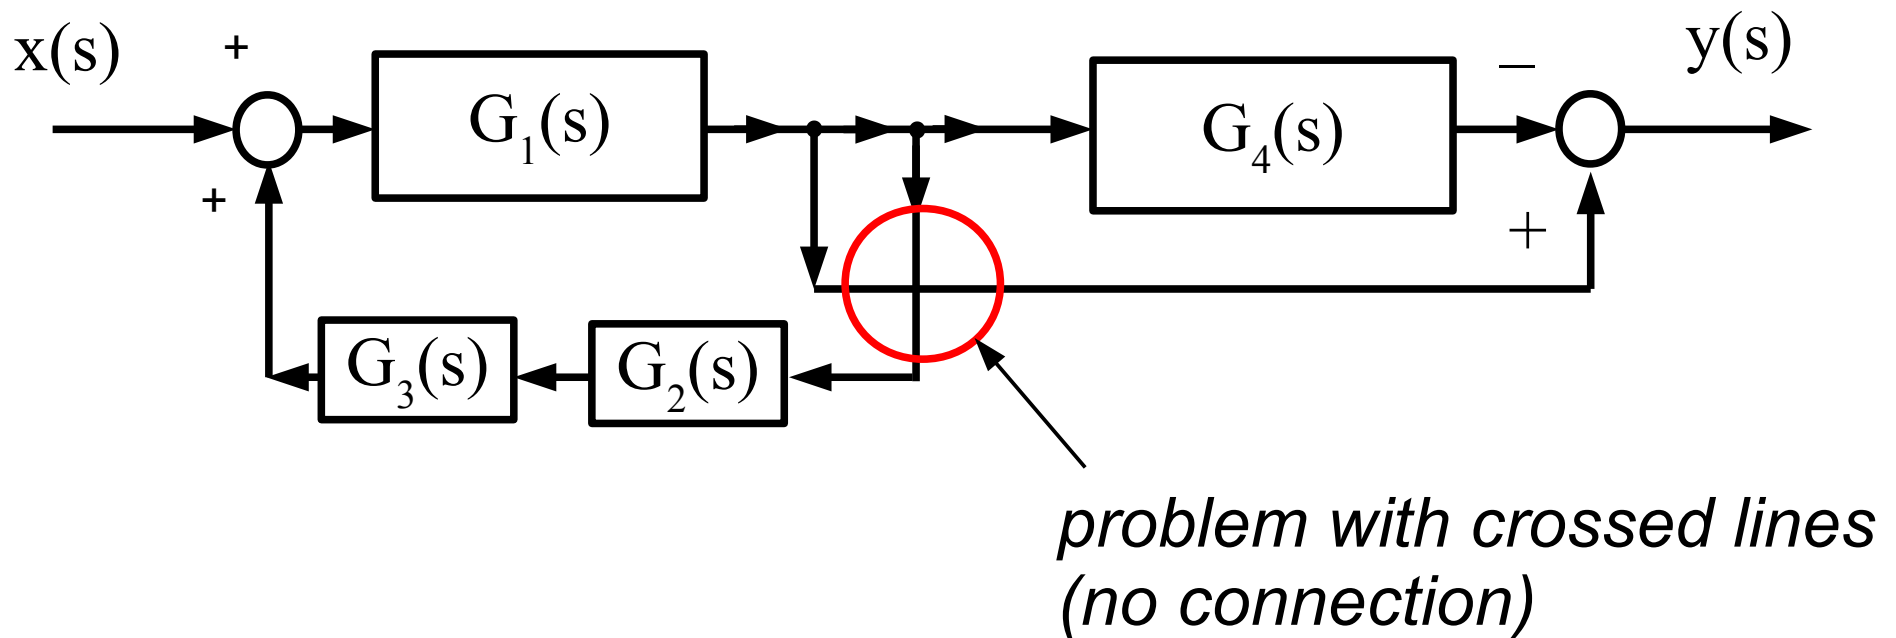 x(s)
+
G₁(s)
G₄(s)
−
y(s)
+
+
G₃(s)
G₂(s)
problem with crossed lines
(no connection)